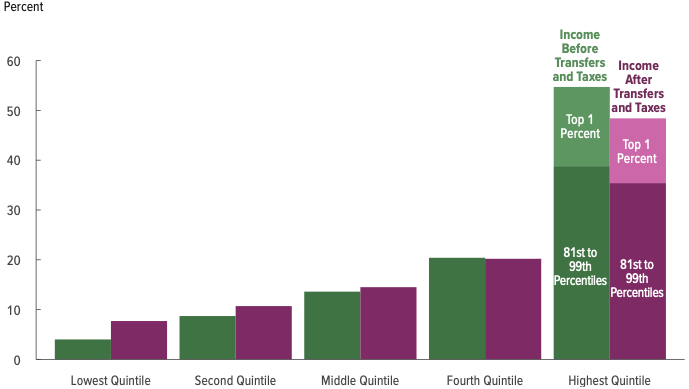 Percent
60
50
40
30
20
10
0
Income
Before
Transfers
and Taxes
Income
After
Transfers
and Taxes
Top 1
Percent
Top 1
Percent
81st to
99th
Percentiles
81st to
99th
Percentiles
Lowest Quintile
Second Quintile
Middle Quintile
Fourth Quintile
Highest Quintile